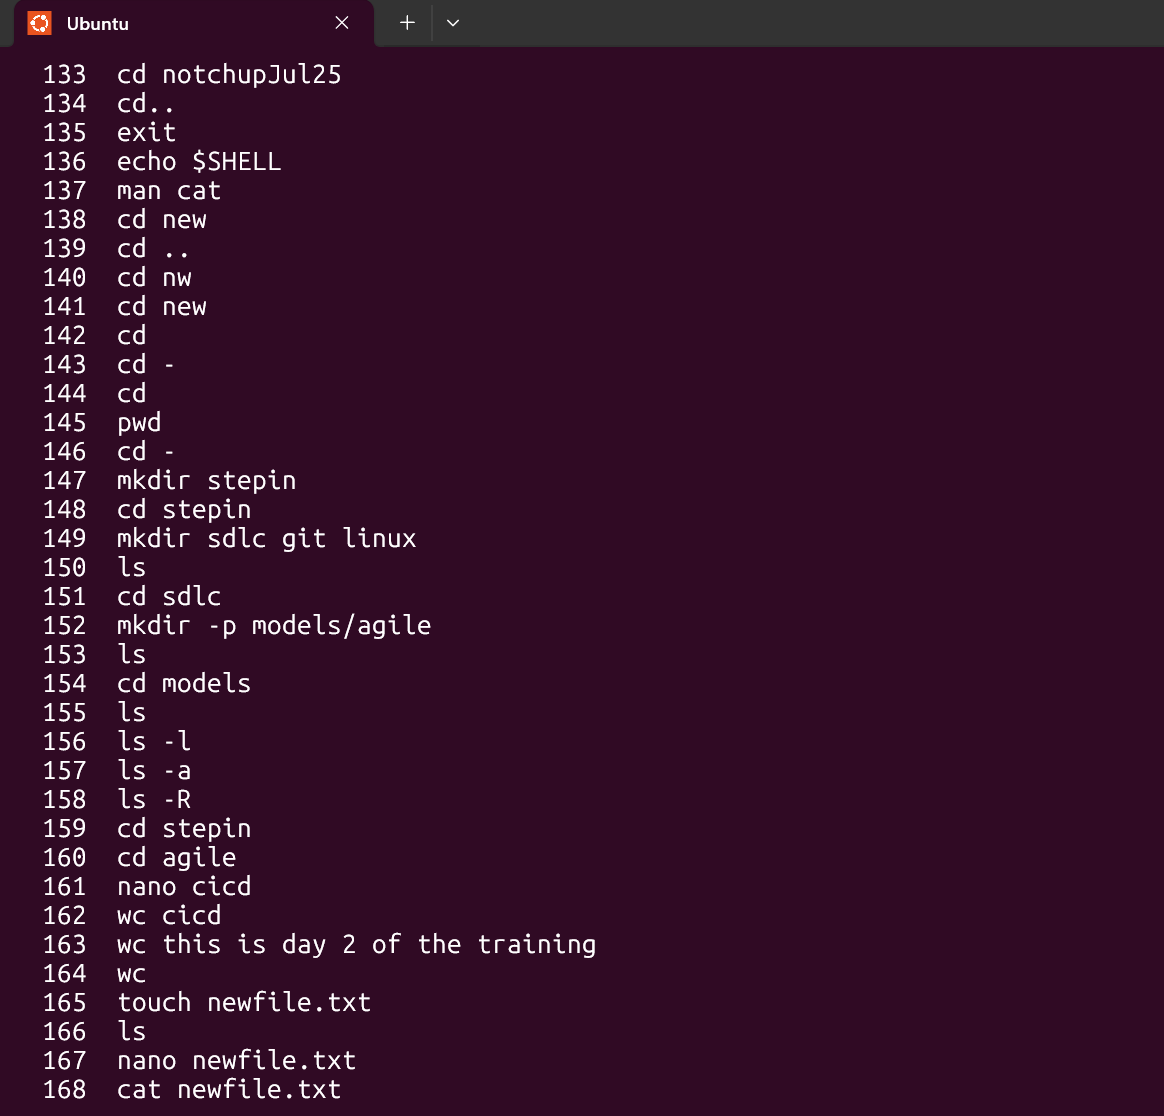 Ubuntu
133 cd notchupJul25
134 cd..
135 exit
136 echo $SHELL
137 man cat
138 cd new
139 cd ..
140 cd nw
141 cd new
142 cd
143 cd -
144 cd
145 pwd
146 cd -
147 mkdir stepin
148 cd stepin
149 mkdir sdlc git linux
150 ls
151 cd sdlc
152 mkdir -p models/agile
153 ls
154 cd models
155 ls
156 ls -l
157 ls -a
158 ls -R
159 cd stepin
160 cd agile
161 nano cicd
162 wc cicd
163 wc this is day 2 of the training
164 wc
165 touch newfile.txt
166 ls
167 nano newfile.txt
168 cat newfile.txt